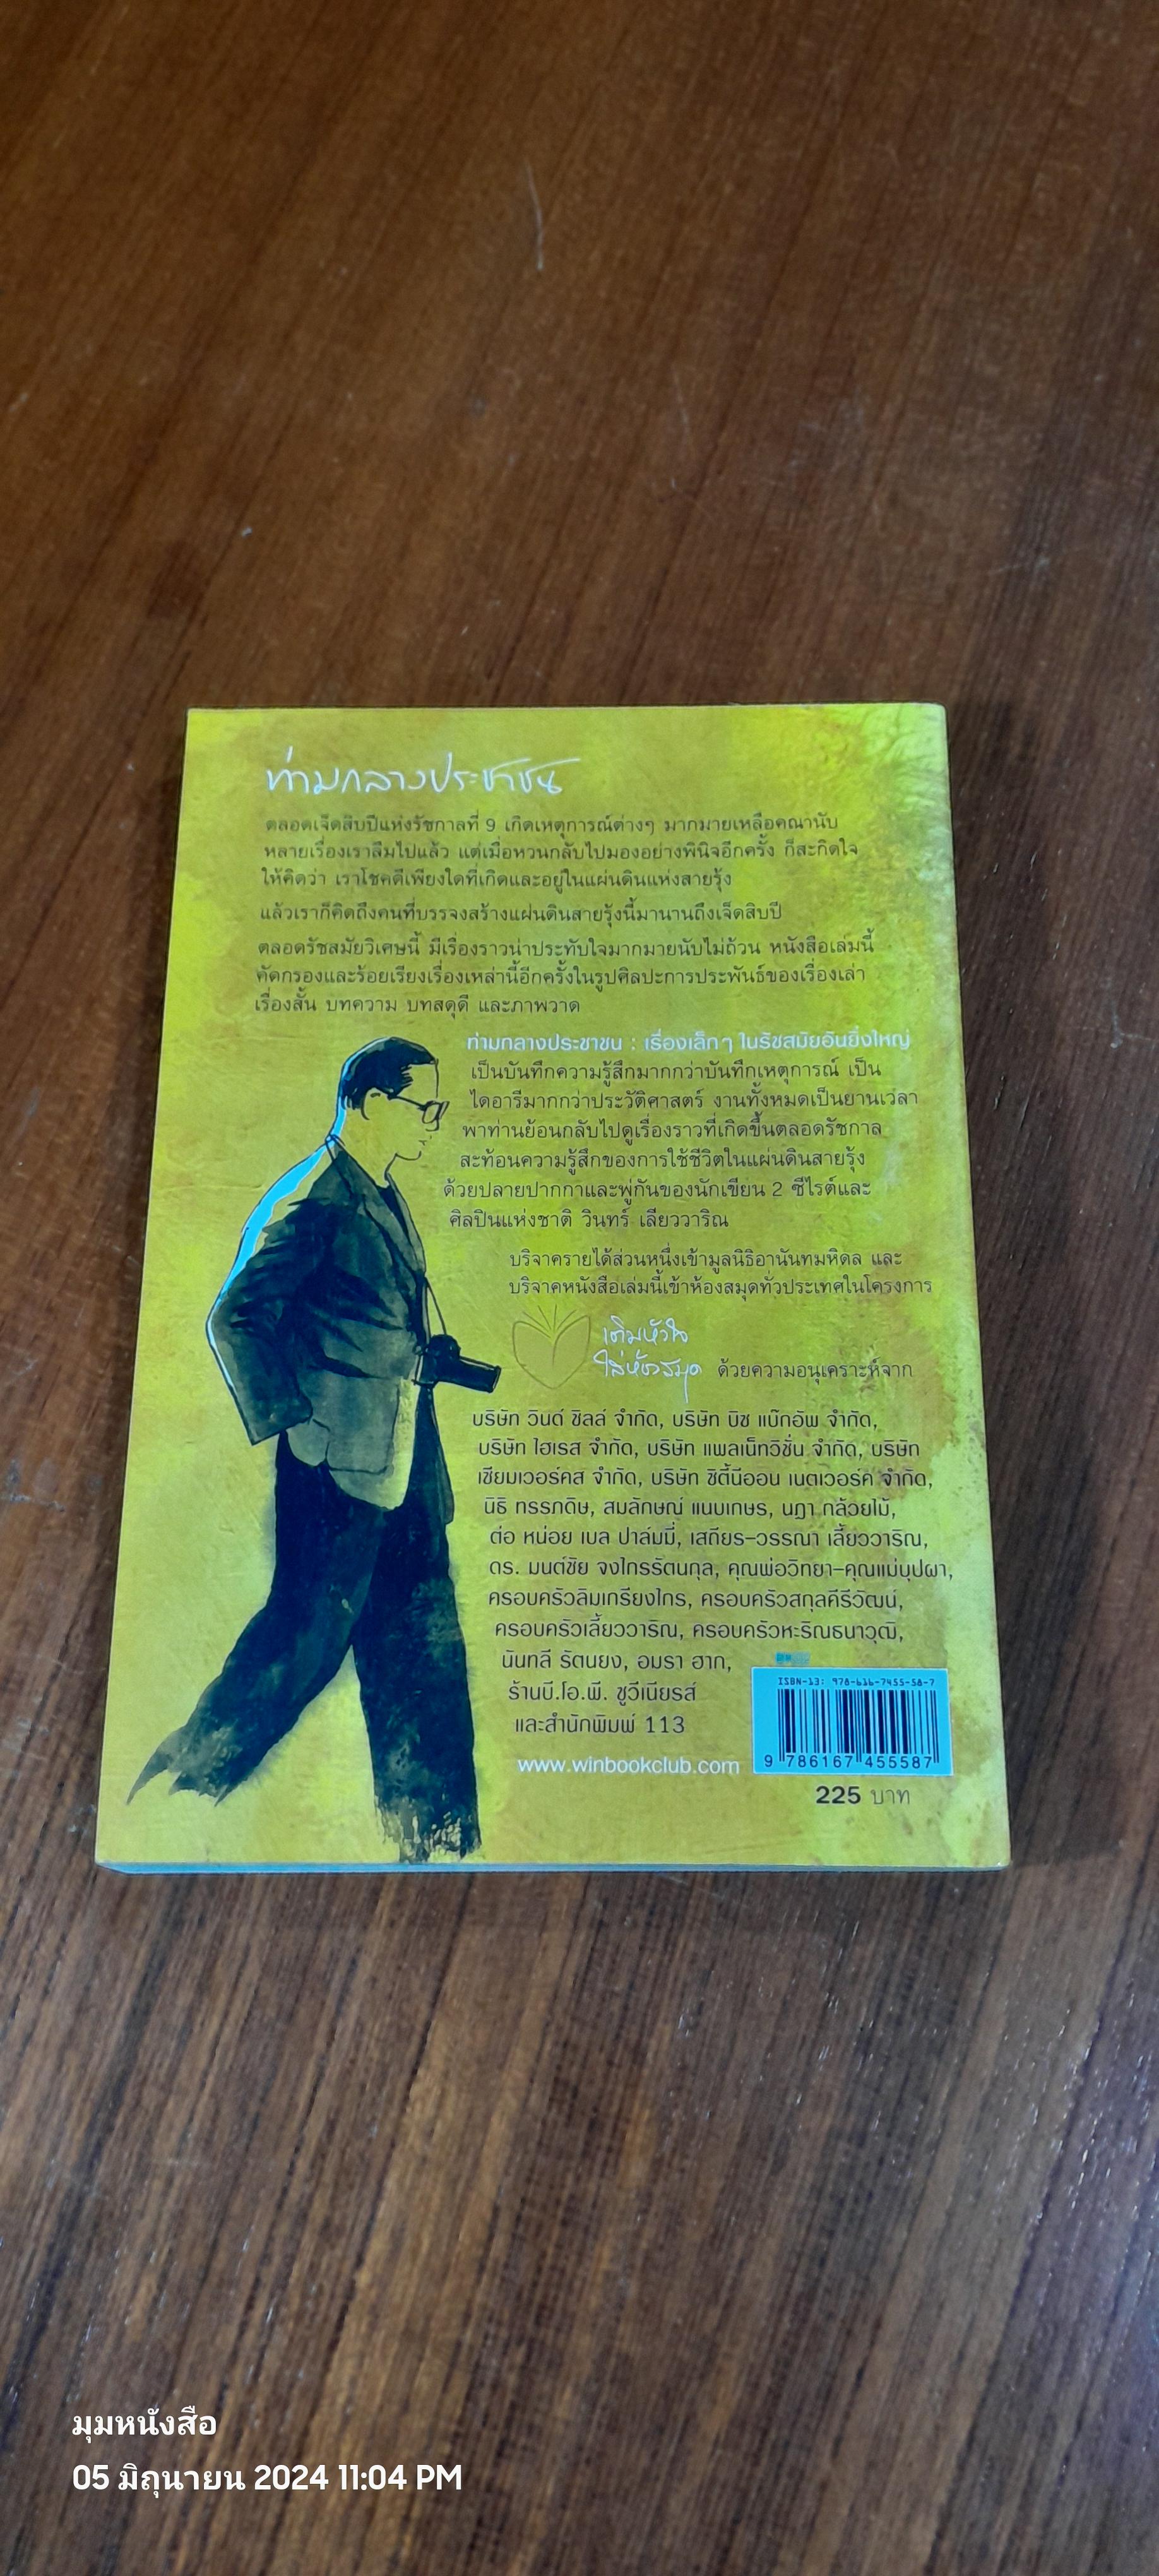 ท่ามกลางประชาชน
ตลอดเจ็ดสิบปีแห่งรัชกาลที่ 9 เกิดเหตุการณ์ต่างๆ มากมายเหลือคณานับ
หลายเรื่องเราลืมไปแล้ว แต่เมื่อหวนกลับไปมองอย่างพินิจอีกครั้ง ก็สะกิดใจ
ให้คิดว่า เราโชคดีเพียงใดที่เกิดและอยู่ในแผ่นดินแห่งสายรุ้ง
แล้วเราก็คิดถึงคนที่บรรจงสร้างแผ่นดินสายรุ้งนี้มานานถึงเจ็ดสิบปี
ตลอดรัชสมัยวิเศษนี้ มีเรื่องราวน่าประทับใจมากมายนับไม่ถ้วน หนังสือเล่มนี้
คัดกรองและร้อยเรียงเรื่องเหล่านี้อีกครั้งในรูปศิลปะการประพันธ์ของเรื่องเล่า
เรื่องสั้น บทความ บทสดุดี และภาพวาด
ท่ามกลางประชาชน : เรื่องเล็กๆ ในรัชสมัยอันยิ่งใหญ่
เป็นบันทึกความรู้สึกมากกว่าบันทึกเหตุการณ์ เป็น
ไดอารีมากกว่าประวัติศาสตร์ งานทั้งหมดเป็นยานเวลา
พาท่านย้อนกลับไปดูเรื่องราวที่เกิดขึ้นตลอดรัชกาล
สะท้อนความรู้สึกของการใช้ชีวิตในแผ่นดินสายรุ้ง
ด้วยปลายปากกาและพู่กันของนักเขียน 2 ซีไรต์และ
ศิลปินแห่งชาติ วินทร์ เลียววาริณ
บริจาครายได้ส่วนหนึ่งเข้ามูลนิธิอานันทมหิดล และ
บริจาคหนังสือเล่มนี้เข้าห้องสมุดทั่วประเทศในโครงการ
เติมหัวใจ
ใส่ห้องสมุด ด้วยความอนุเคราะห์จาก
บริษัท วินด์ ชิลล์ จำกัด, บริษัท บิซ แบ๊กอัพ จำกัด,
บริษัท ไฮเรส จำกัด, บริษัท แพลเน็ทวิชั่น จำกัด, บริษัท
เซียมเวอร์คส จำกัด, บริษัท ซิตี้นีออน เนตเวอร์ค จำกัด,
นิธิ ทรรภดิษ, สมลักษณ์ แนบเกษร, นฎา กล้วยไม้,
ต่อ หน่อย เบล ปาล์มมี่, เสถียร-วรรณา เลี้ยววาริณ,
ดร. มนต์ชัย จงไกรรัตนกุล, คุณพ่อวิทยา-คุณแม่บุปผา,
ครอบครัวลิมเกรียงไกร, ครอบครัวสกุลคีรีวัฒน์,
ครอบครัวเลี้ยววาริณ, ครอบครัวหะริณธนาวุฒิ,
นันทลี รัตนยง, อมรา ฮาก,
ร้านบี.โอ.พี. ซูวีเนียรส์
และสำนักพิมพ์ 113
www.winbookclub.com
ISBN-13: 978-616-7455-58-7
9 786167 455587
225 บาท
มุมหนังสือ
05 มิถุนายน 2024 11:04 PM